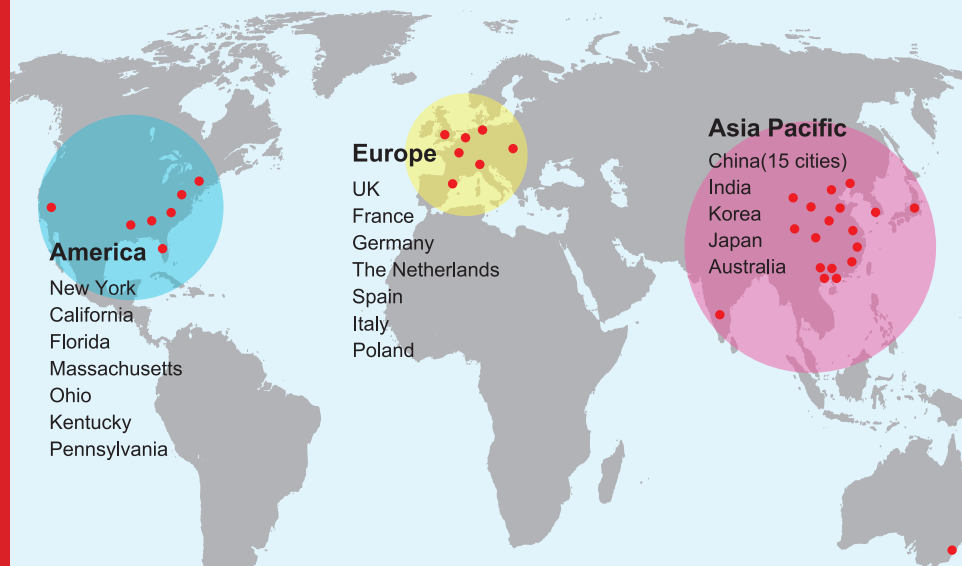 America
New York
California
Florida
Massachusetts
Ohio
Kentucky
Pennsylvania
Europe
UK
France
Germany
The Netherlands
Spain
Italy
Poland
Asia Pacific
China(15 cities)
India
Korea
Japan
Australia